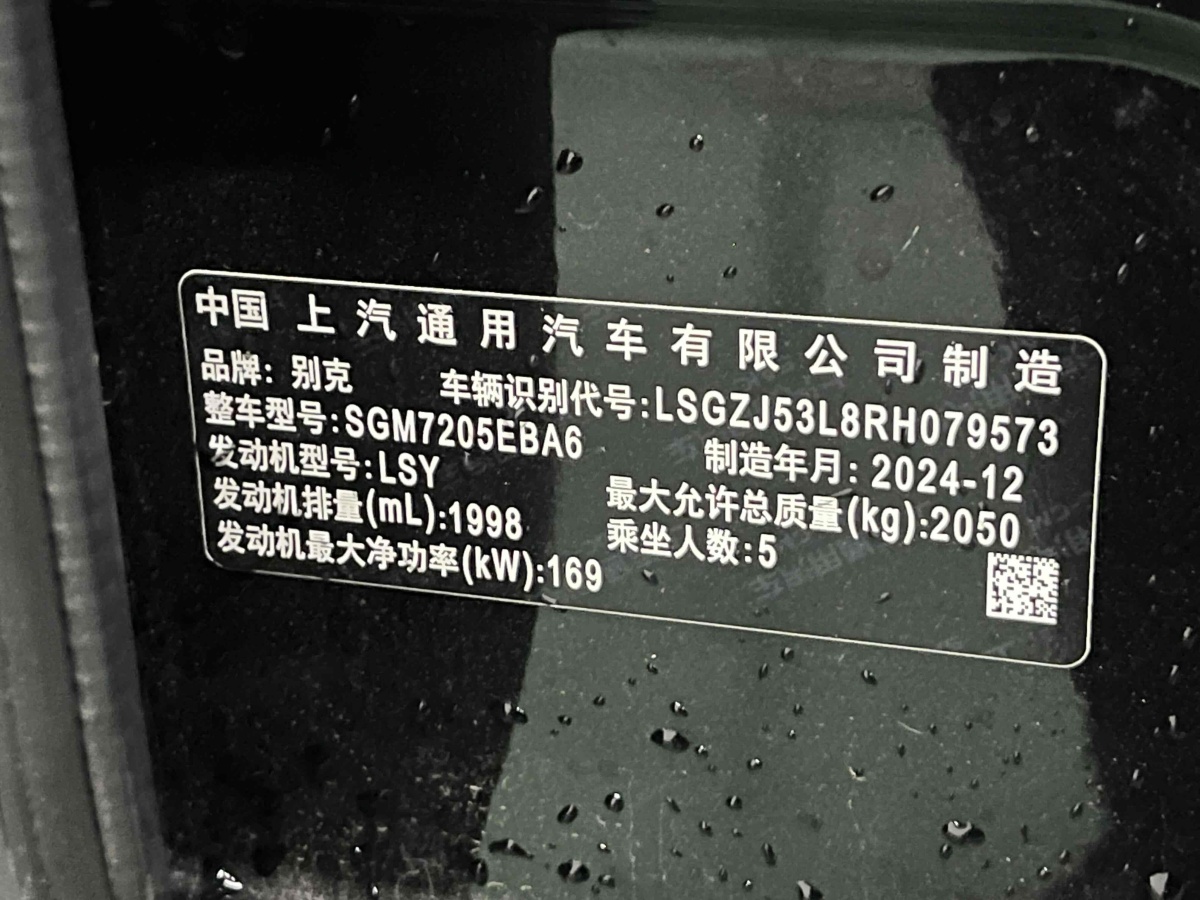 中国 上汽通用汽车有限公司制造
品牌: 别克 车辆识别代号:LSGZJ53L8RH079573
整车型号:SGM7205EBA6 制造年月: 2024-12
发动机型号:LSY 最大允许总质量(kg):2050
发动机排量(mL):1998 乘坐人数:5
发动机最大净功率(kW):169